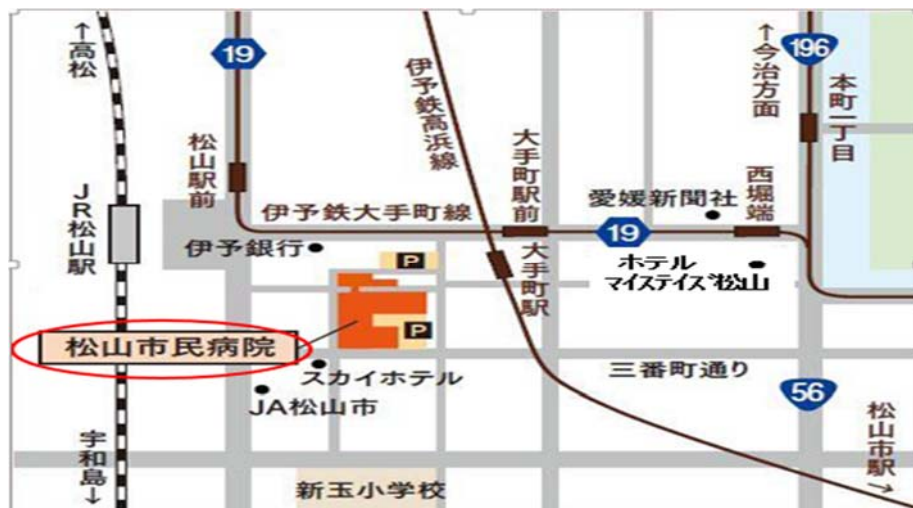 ↑高松
19
伊予鉄高浜線
↑今治方面
196
本町一丁目
松山駅前
大手町駅前
愛媛新聞社
西堀端
JR松山駅
伊予鉄大手町線
19
伊予銀行
P
大手町駅
ホテル
マイステイズ松山
P
松山市民病院
スカイホテル
三番町通り
JA松山市
56
松山市駅→
宇和島↓
新玉小学校